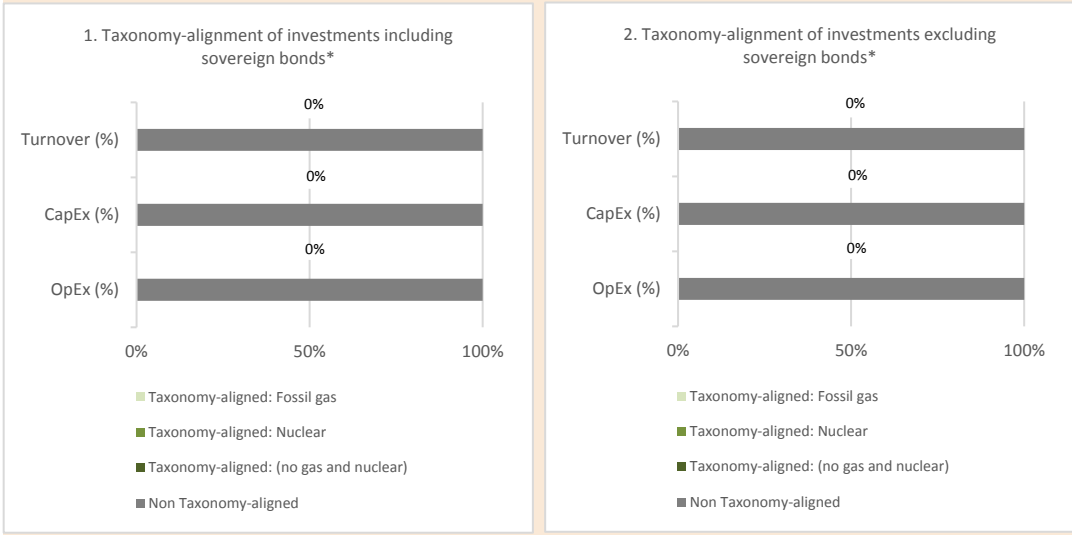 1. Taxonomy-alignment of investments including
sovereign bonds*
0%
Turnover (%)
0%
CapEx (%)
0%
OpEx (%)
0% 50% 100%
Taxonomy-aligned: Fossil gas
Taxonomy-aligned: Nuclear
Taxonomy-aligned: (no gas and nuclear)
Non Taxonomy-aligned
2. Taxonomy-alignment of investments excluding
sovereign bonds*
0%
Turnover (%)
0%
CapEx (%)
0%
OpEx (%)
0% 50% 100%
Taxonomy-aligned: Fossil gas
Taxonomy-aligned: Nuclear
Taxonomy-aligned: (no gas and nuclear)
Non Taxonomy-aligned